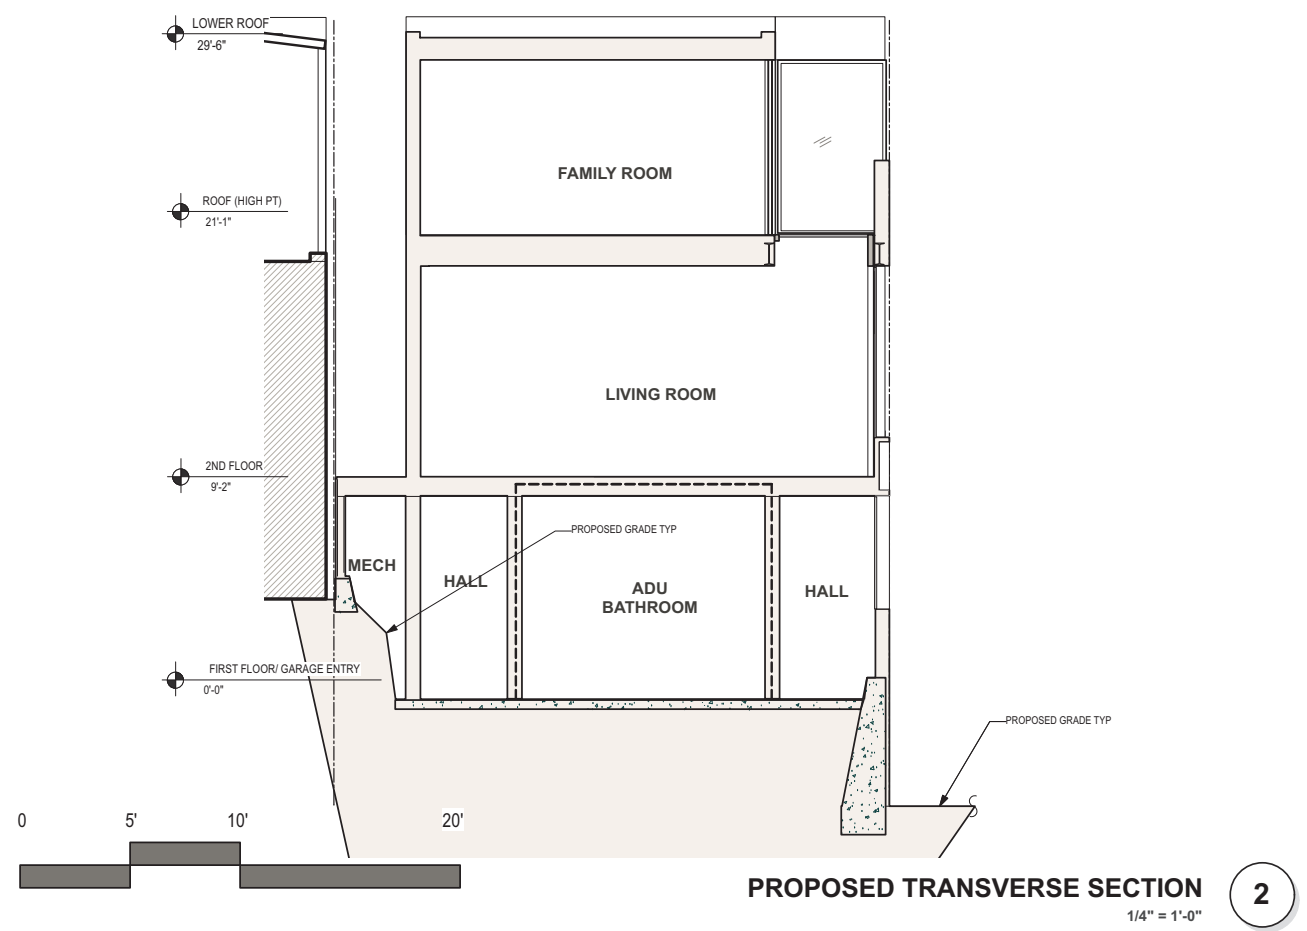 LOWER ROOF
29'-6"
FAMILY ROOM
ROOF (HIGH PT)
21'-1"
LIVING ROOM
2ND FLOOR
9'-2"
PROPOSED GRADE TYP
MECH
HALL
ADU
BATHROOM
HALL
FIRST FLOOR/ GARAGE ENTRY
0'-0"
PROPOSED GRADE TYP
0 5' 10' 20'
PROPOSED TRANSVERSE SECTION
1/4" = 1'-0"
2